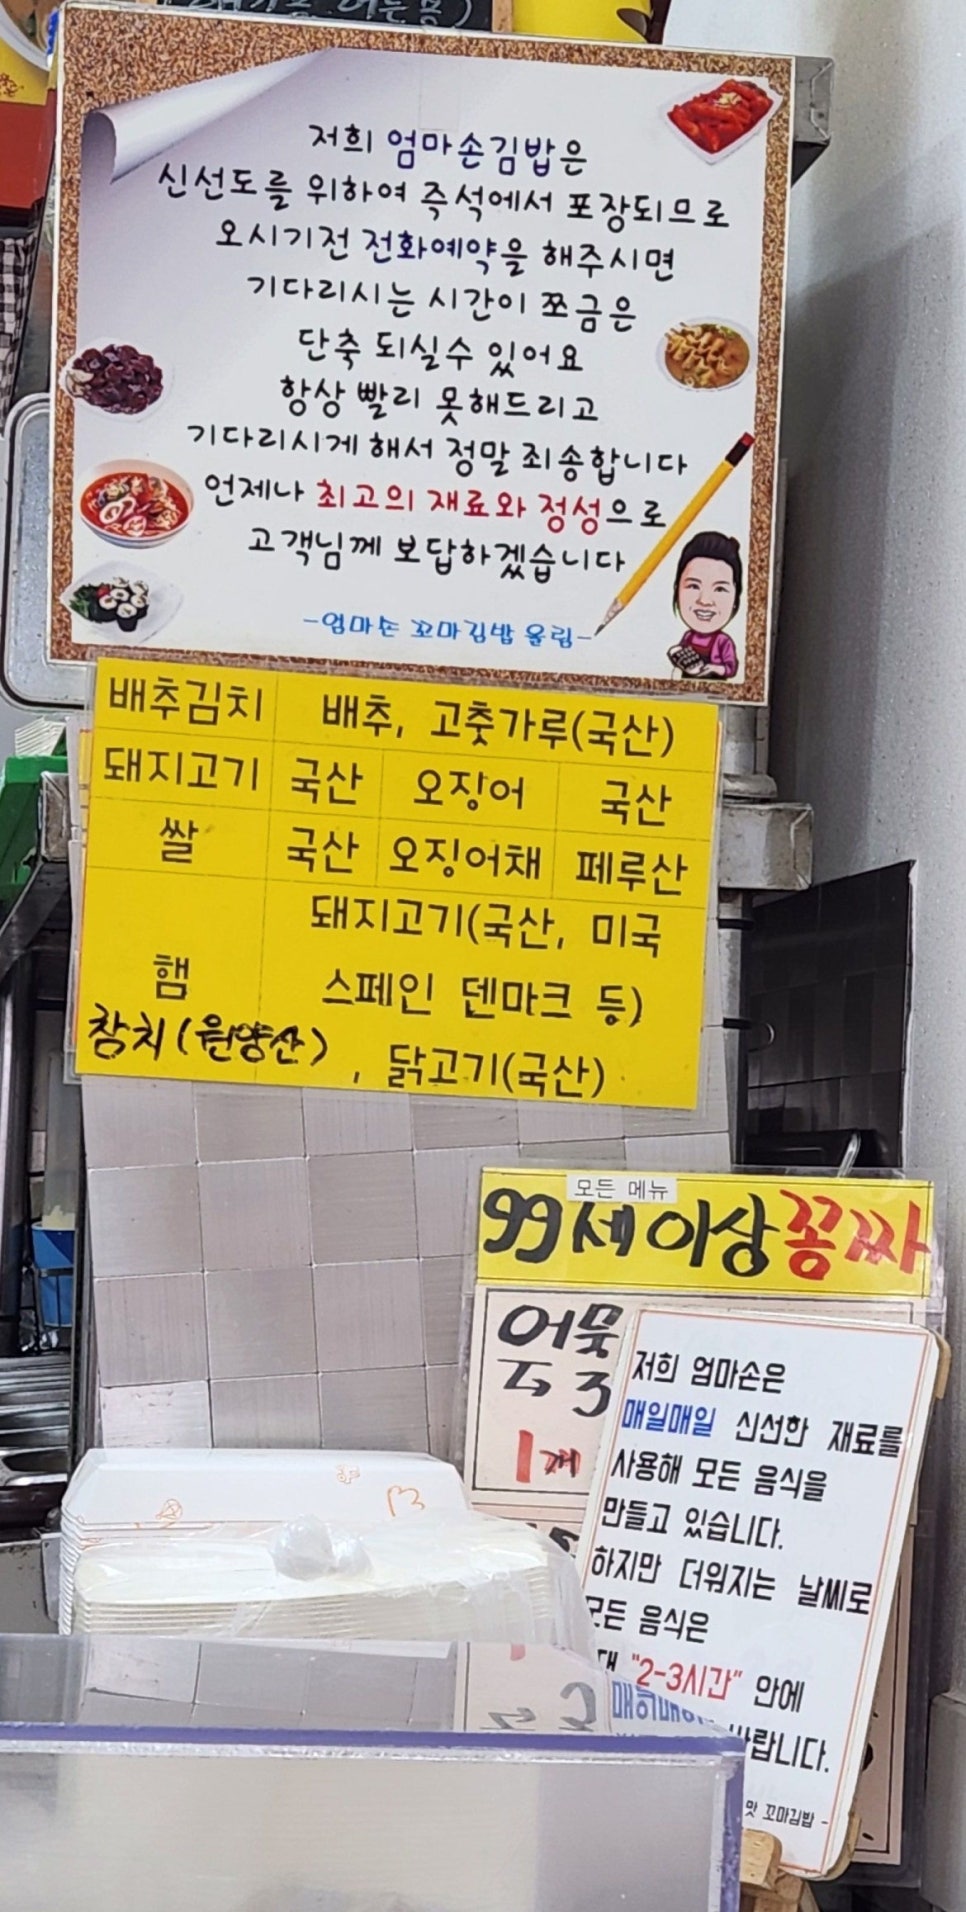 저희 엄마손김밥은
신선도를 위하여 즉석에서 포장되므로
오시기전 전화예약을 해주시면
기다리시는 시간이 쪼금은
단축 되실수 있어요
항상 빨리 못해드리고
기다리시게 해서 정말 죄송합니다
언제나 최고의 재료와 정성으로
고객님께 보답하겠습니다
-엄마손 꼬마김밥 올림-
배추김치 배추, 고춧가루(국산)
돼지고기 국산 오징어 국산
쌀 국산 오징어채 페루산
햄 돼지고기(국산, 미국
스페인 덴마크 등)
, 닭고기(국산)
참치(원양산)
모든 메뉴
99세이상꽁짜
어묵
1개
저희 엄마손은
매일매일 신선한 재료를
사용해 모든 음식을
만들고 있습니다.
하지만 더워지는 날씨로
모든 음식은
"2-3시간" 안에
바랍니다.
맛 꼬마김밥 -